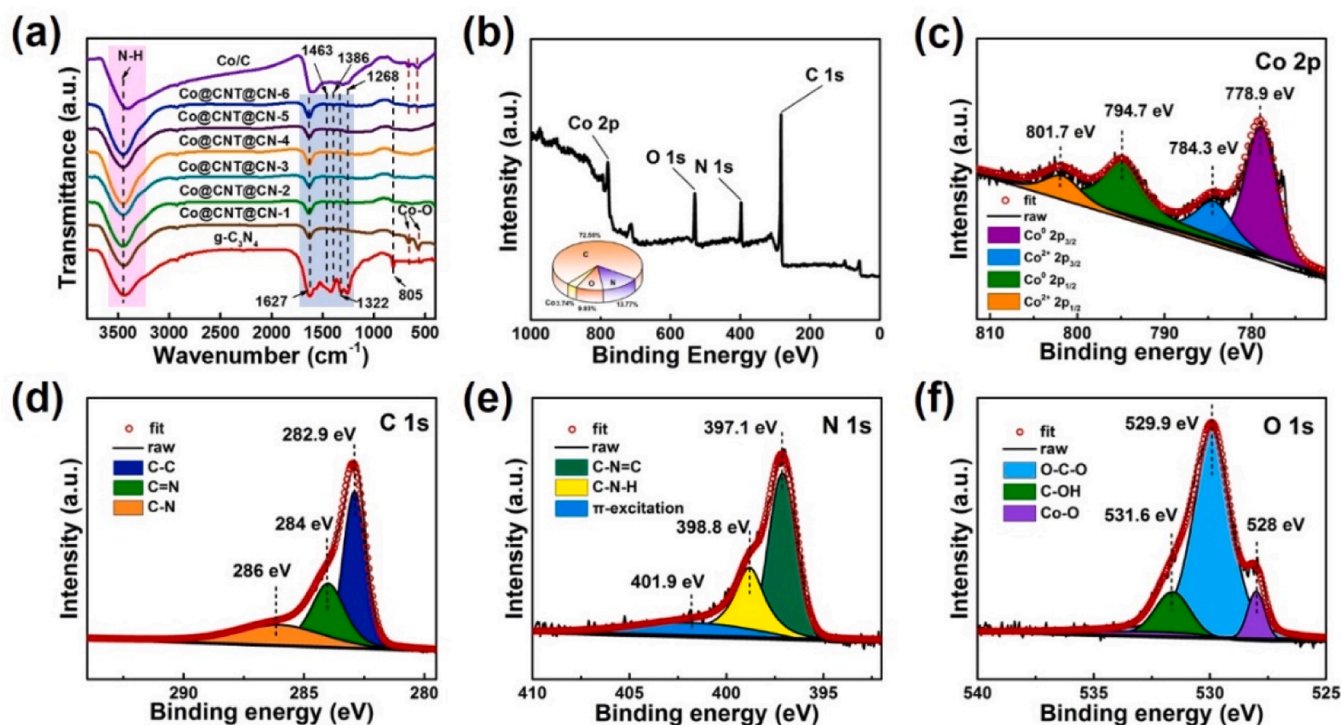 (a)
N-H
Co/C
1463
1386
1268
Co@CNT@CN-6
Co@CNT@CN-5
Co@CNT@CN-4
Co@CNT@CN-3
Co@CNT@CN-2
Co@CNT@CN-1
g-C₃N₄
Co-O
1627
1322
805
Transmittance (a.u.)
3500 3000 2500 2000 1500 1000 500
Wavenumber (cm⁻¹)
(b)
C 1s
Co 2p
O 1s
N 1s
C
O
N
Co
13.77%
Intensity (a.u.)
1000 800 600 400 200 0
Binding Energy (eV)
(c)
Co 2p
778.9 eV
794.7 eV
801.7 eV
784.3 eV
fit
raw
Co⁰ 2p₃/₂
Co²⁺ 2p₃/₂
Co⁰ 2p₁/₂
Co²⁺ 2p₁/₂
Intensity (a.u.)
810 800 790 780
Binding energy (eV)
(d)
C 1s
fit
raw
C-C
C=N
C-N
282.9 eV
284 eV
286 eV
Intensity (a.u.)
290 285 280
Binding energy (eV)
(e)
N 1s
fit
raw
C-N=C
C-N-H
π-excitation
397.1 eV
398.8 eV
401.9 eV
Intensity (a.u.)
410 405 400 395
Binding energy (eV)
(f)
O 1s
fit
raw
O-C-O
C-OH
Co-O
529.9 eV
531.6 eV
528 eV
Intensity (a.u.)
540 535 530 525
Binding energy (eV)